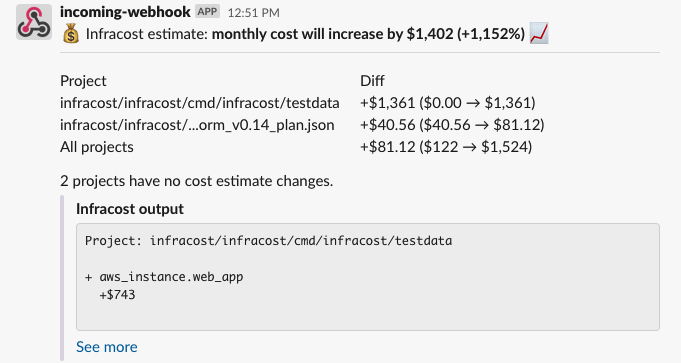 incoming-webhook APP 12:51 PM
💰 Infracost estimate: monthly cost will increase by $1,402 (+1,152%) 📈
Project Diff
infracost/infracost/cmd/infracost/testdata +$1,361 ($0.00 → $1,361)
infracost/infracost/...orm_v0.14_plan.json +$40.56 ($40.56 → $81.12)
All projects +$81.12 ($122 → $1,524)
2 projects have no cost estimate changes.
Infracost output
Project: infracost/infracost/cmd/infracost/testdata
+ aws_instance.web_app
+$743
See more